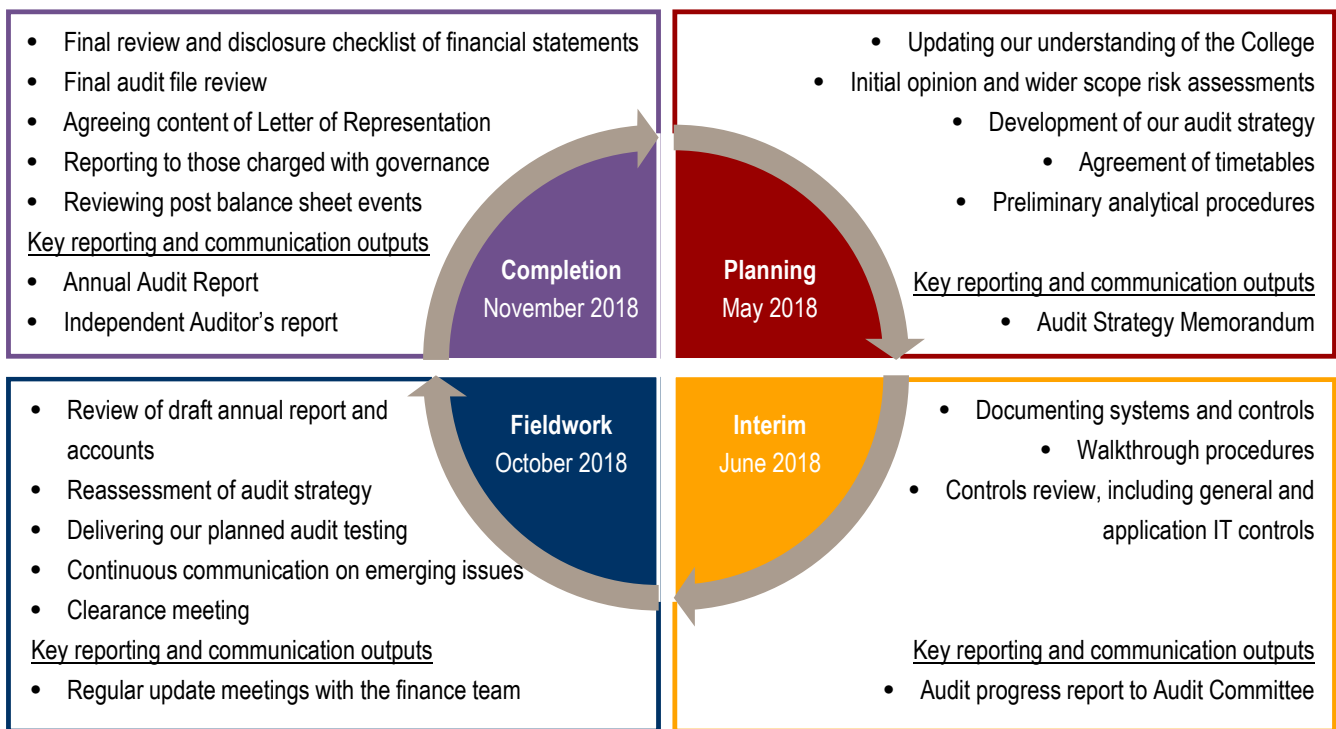 • Final review and disclosure checklist of financial statements
• Final audit file review
• Agreeing content of Letter of Representation
• Reporting to those charged with governance
• Reviewing post balance sheet events
Key reporting and communication outputs
• Annual Audit Report
• Independent Auditor’s report
Completion
November 2018
• Updating our understanding of the College
• Initial opinion and wider scope risk assessments
• Development of our audit strategy
• Agreement of timetables
• Preliminary analytical procedures
Key reporting and communication outputs
• Audit Strategy Memorandum
Planning
May 2018
• Review of draft annual report and
accounts
• Reassessment of audit strategy
• Delivering our planned audit testing
• Continuous communication on emerging issues
• Clearance meeting
Key reporting and communication outputs
• Regular update meetings with the finance team
Fieldwork
October 2018
Interim
June 2018
• Documenting systems and controls
• Walkthrough procedures
• Controls review, including general and
application IT controls
Key reporting and communication outputs
• Audit progress report to Audit Committee